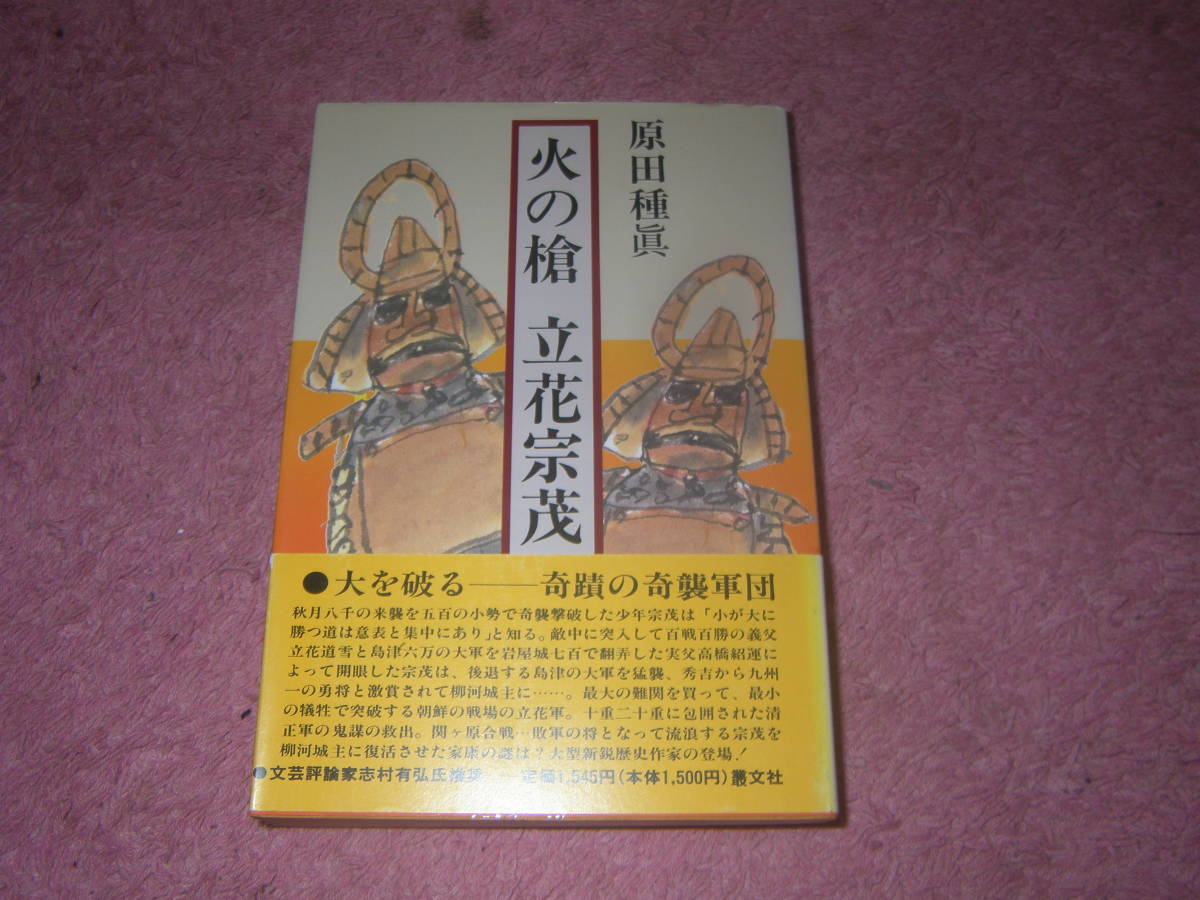 原田種眞
火の槍 立花宗茂
●大を破る――奇蹟の奇襲軍団
秋月八千の来襲を五百の小勢で奇襲撃破した少年宗茂は「小が大に
勝つ道は意表と集中にあり」と知る。敵中に突入して百戦百勝の義父
立花道雪と島津六万の大軍を岩屋城七百で翻弄した実父高橋紹運に
よって開眼した宗茂は、後退する島津の大軍を猛襲、秀吉から九州
一の勇将と激賞されて柳河城主に……。最大の難関を買って、最小
の犠牲で突破する朝鮮の戦場の立花軍。十重二十重に包囲された清
正軍の鬼謀の救出。関ヶ原合戦…敗軍の将となって流浪する宗茂を
柳河城主に復活させた家康の謎は?大型新鋭歴史作家の登場!
●文芸評論家志村有弘氏推奨 定価1,545円(本体1,500円)叢文社